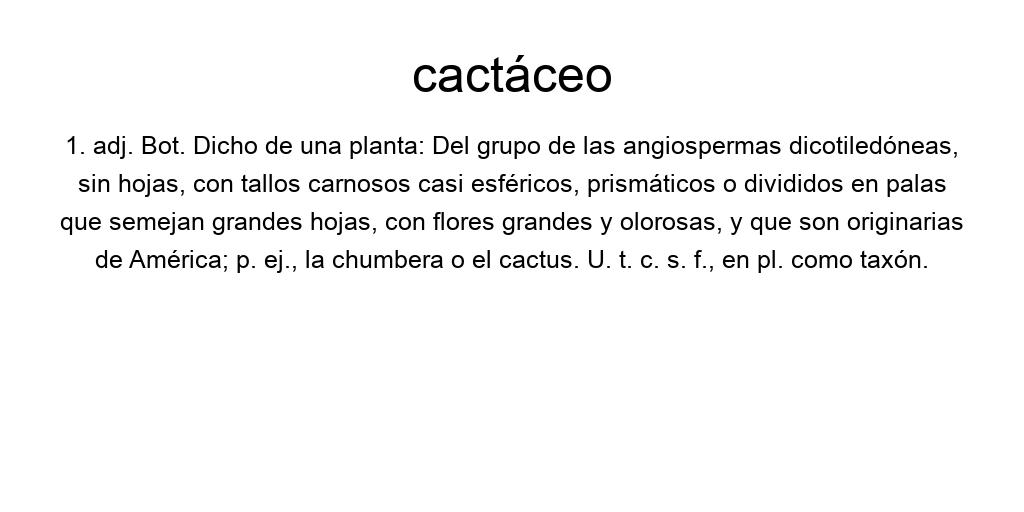 cactáceo
1. adj. Bot. Dicho de una planta: Del grupo de las angiospermas dicotiledóneas,
sin hojas, con tallos carnosos casi esféricos, prismáticos o divididos en palas
que semejan grandes hojas, con flores grandes y olorosas, y que son originarias
de América; p. ej., la chumbera o el cactus. U. t. c. s. f., en pl. como taxón.